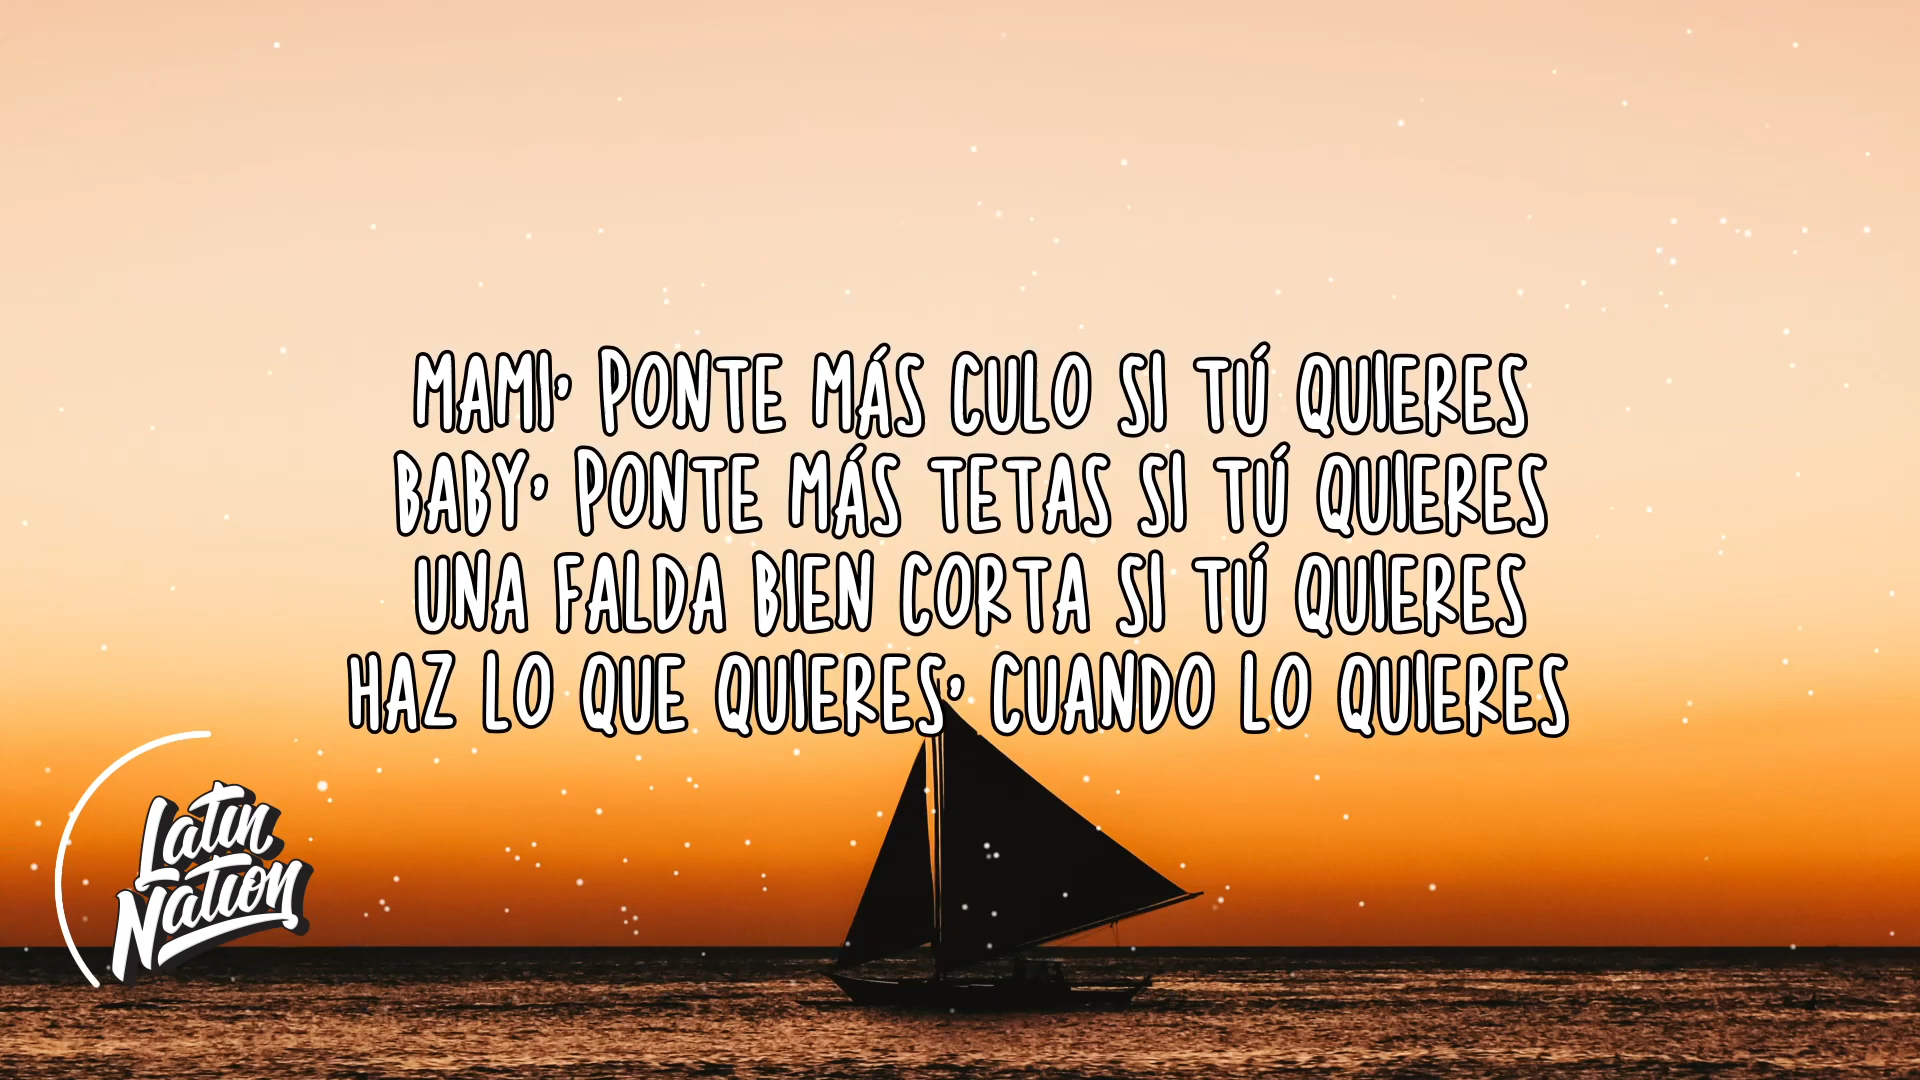 MAMI, PONTE MÁS CULO SI TÚ QUIERES
BABY, PONTE MÁS TETAS SI TÚ QUIERES
UNA FALDA BIEN CORTA SI TÚ QUIERES
HAZ LO QUE QUIERES, CUANDO LO QUIERES
Latin
Nation